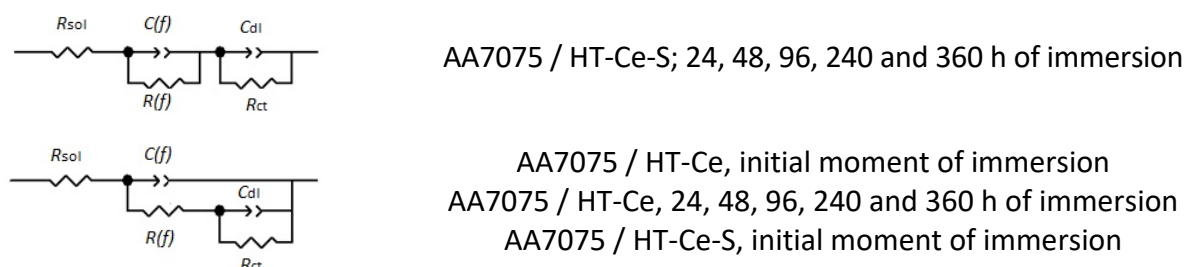 Rsol C(f) Cdl
R(f) Rct
AA7075 / HT-Ce-S; 24, 48, 96, 240 and 360 h of immersion
Rsol C(f)
Cdl
R(f)
Rct
AA7075 / HT-Ce, initial moment of immersion
AA7075 / HT-Ce, 24, 48, 96, 240 and 360 h of immersion
AA7075 / HT-Ce-S, initial moment of immersion